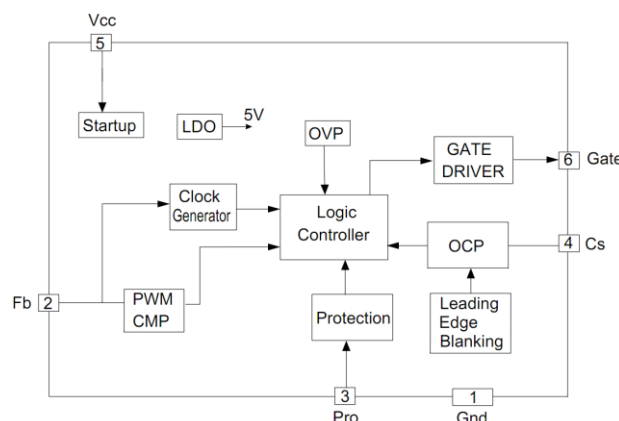 Vcc
5
Startup
LDO
5V
OVP
GATE
DRIVER
6
Gate
Clock
Generator
Logic
Controller
OCP
4
Cs
Fb
2
PWM
CMP
Protection
Leading
Edge
Blanking
3
1
Pro
Gnd